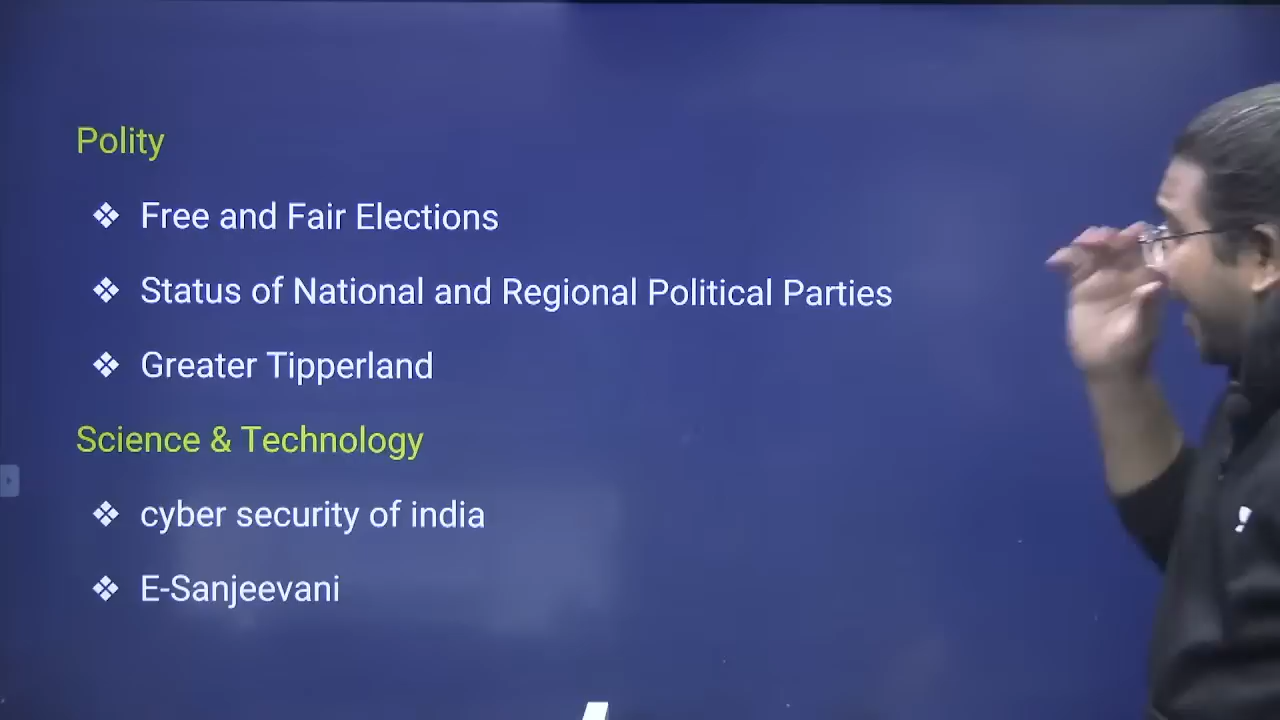 Polity
❖ Free and Fair Elections
❖ Status of National and Regional Political Parties
❖ Greater Tipperland
Science & Technology
❖ cyber security of india
❖ E-Sanjeevani